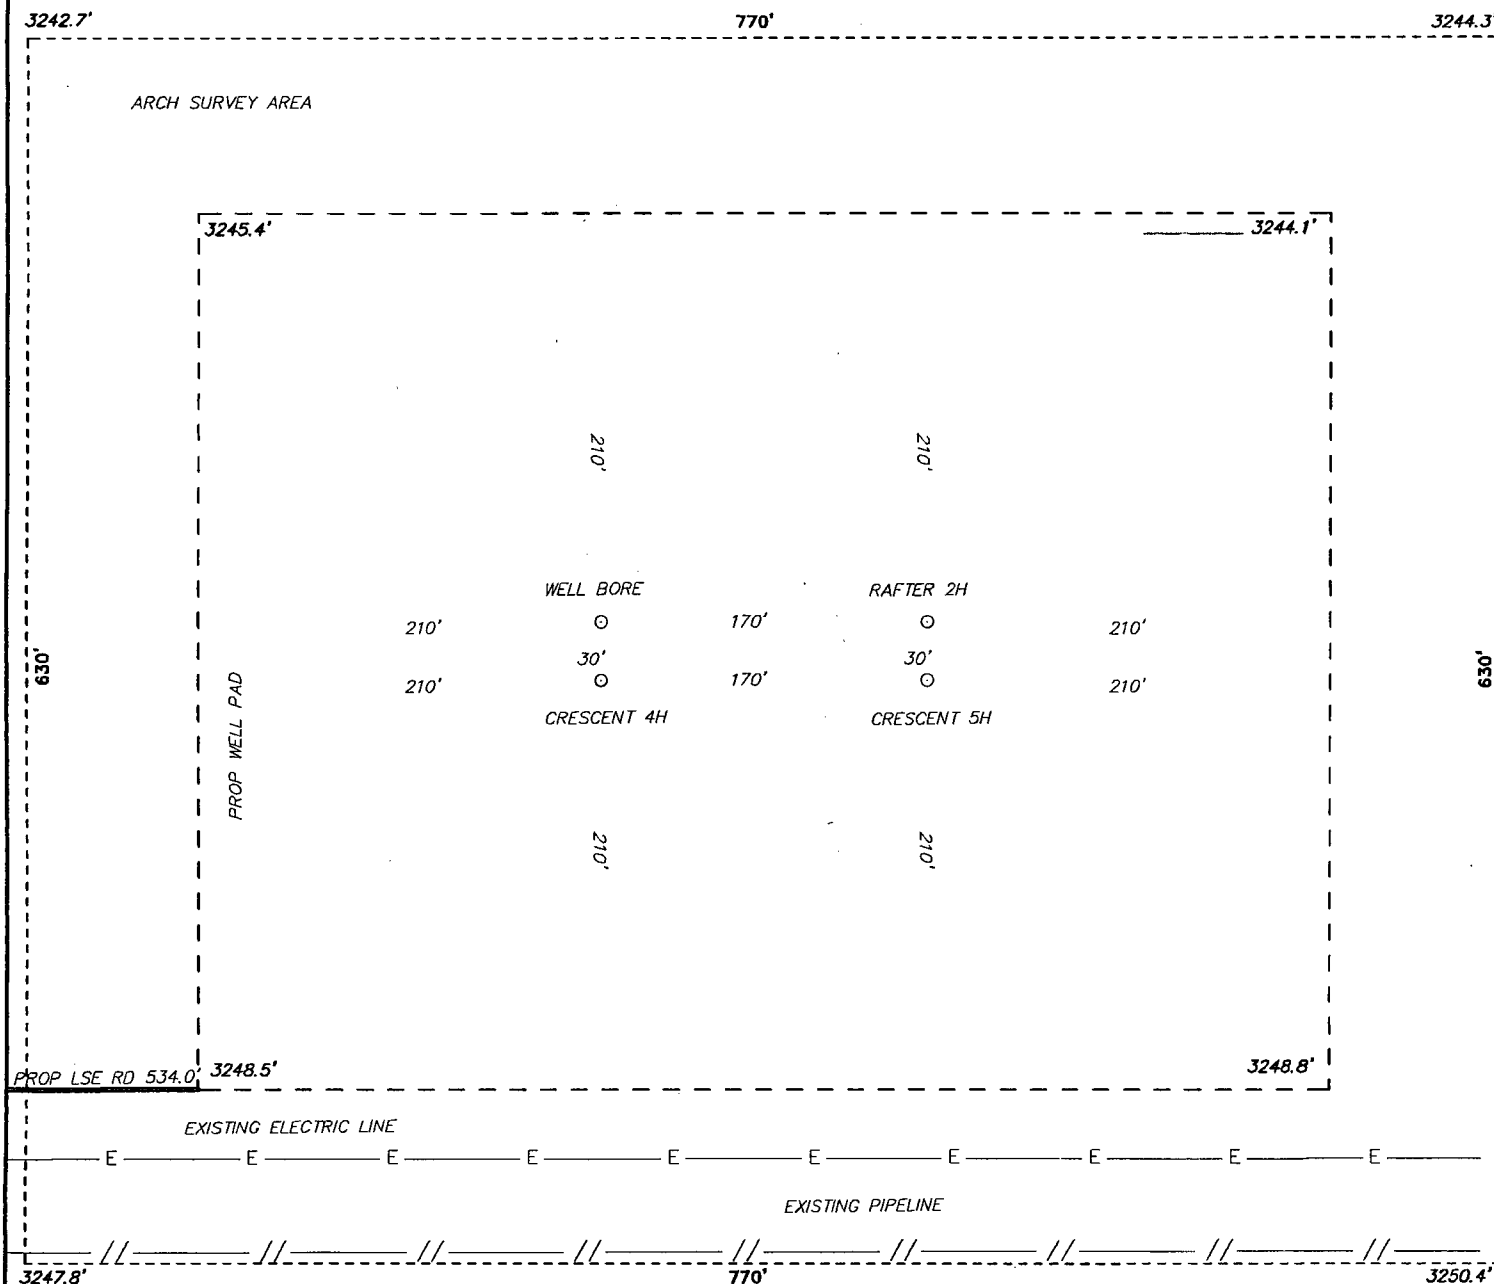 3242.7' 770' 3244.3'
ARCH SURVEY AREA
3245.4' 3244.1'
210' 210'
WELL BORE RAFTER 2H
210' 170' 210'
30' 30'
630' 630'
210' 170' 210'
CRESCENT 4H CRESCENT 5H
PROP WELL PAD
210' 210'
3248.5' 3248.8'
PROP LSE RD 534.0'
EXISTING ELECTRIC LINE
E E E E E E E E E E
EXISTING PIPELINE
// // // // // // // // //
3247.8' 770' 3250.4'